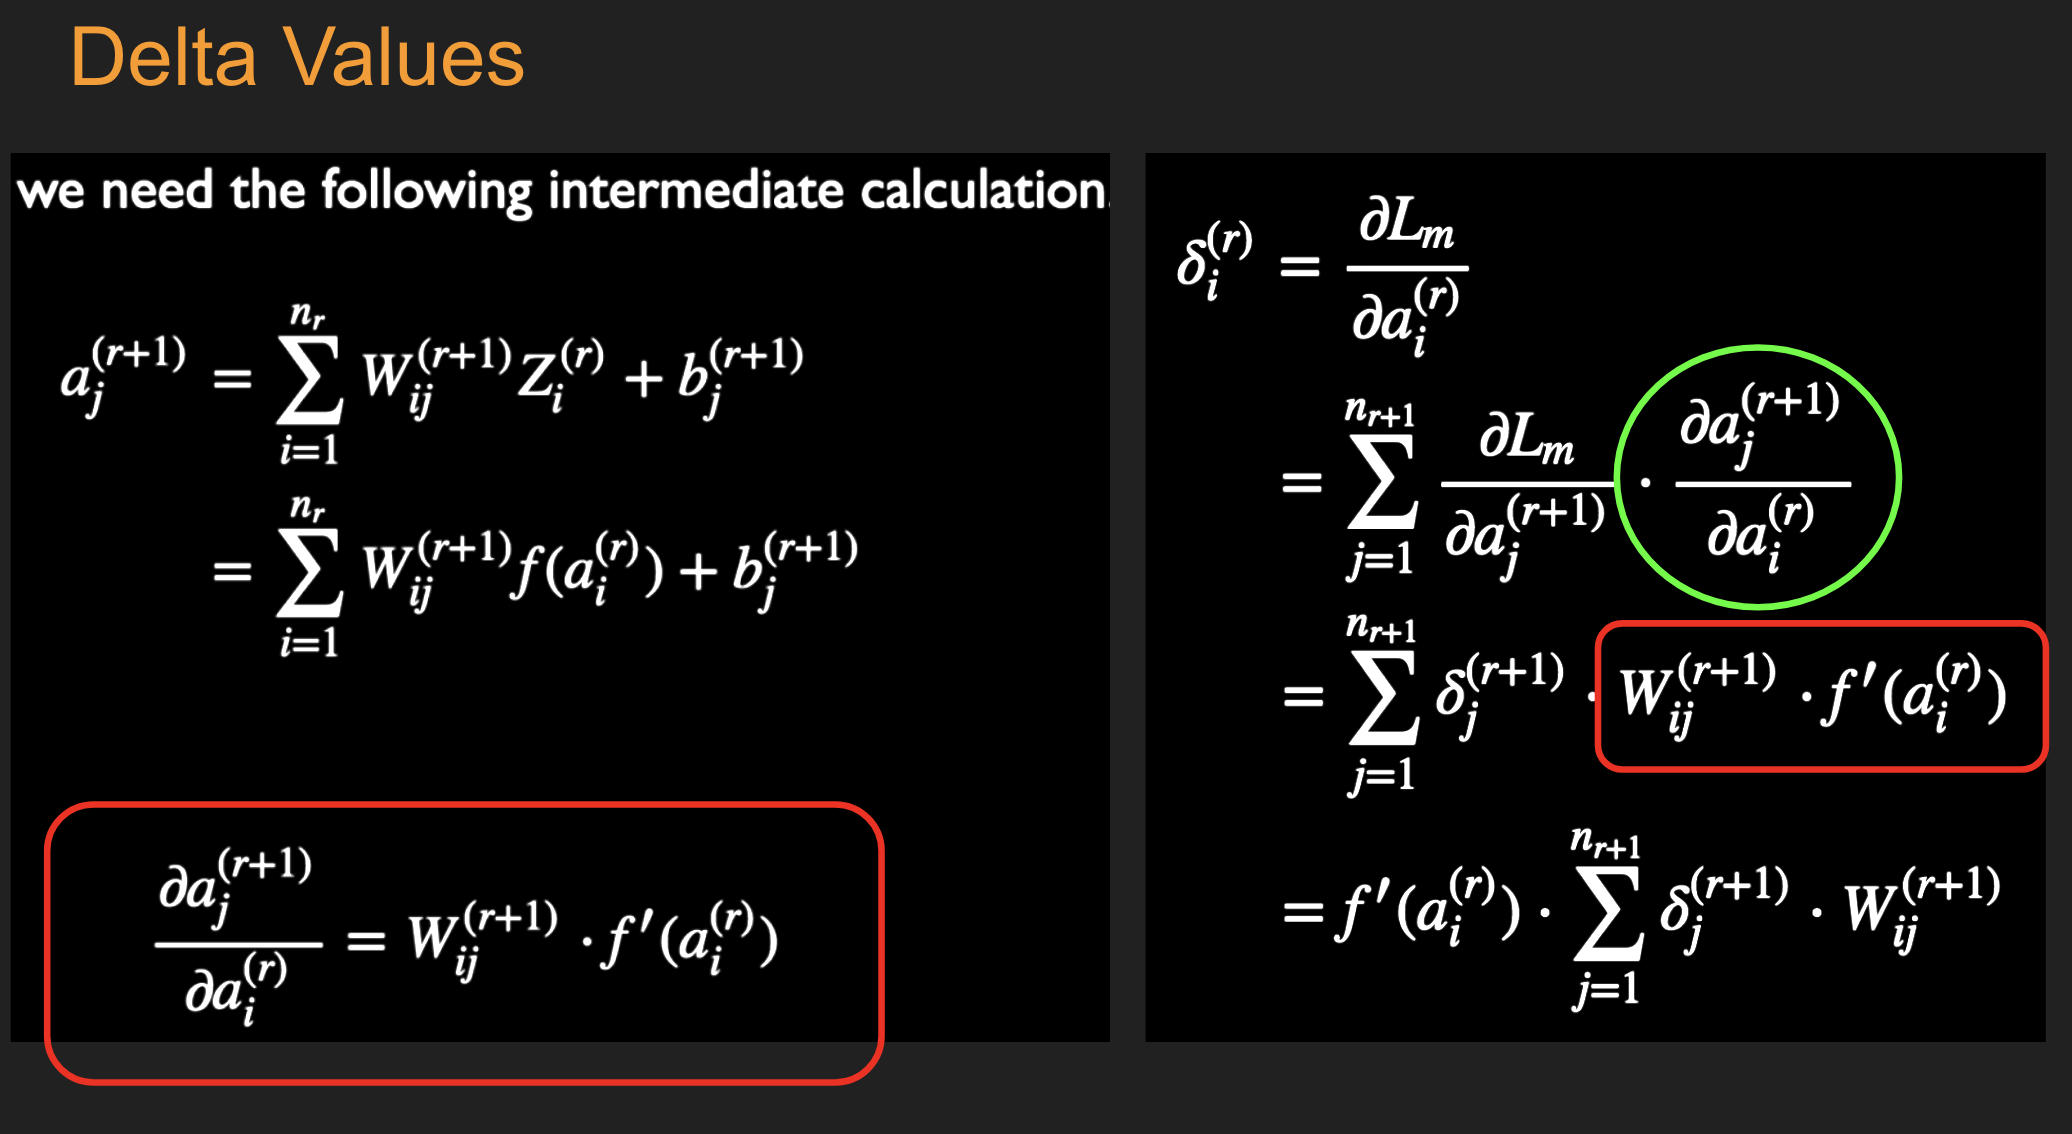 Delta Values
we need the following intermediate calculation.
a_j^{(r+1)} = \sum_{i=1}^{n_r} W_{ij}^{(r+1)} Z_i^{(r)} + b_j^{(r+1)}
= \sum_{i=1}^{n_r} W_{ij}^{(r+1)} f(a_i^{(r)}) + b_j^{(r+1)}
\frac{\partial a_j^{(r+1)}}{\partial a_i^{(r)}} = W_{ij}^{(r+1)} \cdot f'(a_i^{(r)})
\delta_i^{(r)} = \frac{\partial L_m}{\partial a_i^{(r)}}
= \sum_{j=1}^{n_{r+1}} \frac{\partial L_m}{\partial a_j^{(r+1)}} \cdot \frac{\partial a_j^{(r+1)}}{\partial a_i^{(r)}}
= \sum_{j=1}^{n_{r+1}} \delta_j^{(r+1)} \cdot W_{ij}^{(r+1)} \cdot f'(a_i^{(r)})
= f'(a_i^{(r)}) \cdot \sum_{j=1}^{n_{r+1}} \delta_j^{(r+1)} \cdot W_{ij}^{(r+1)}